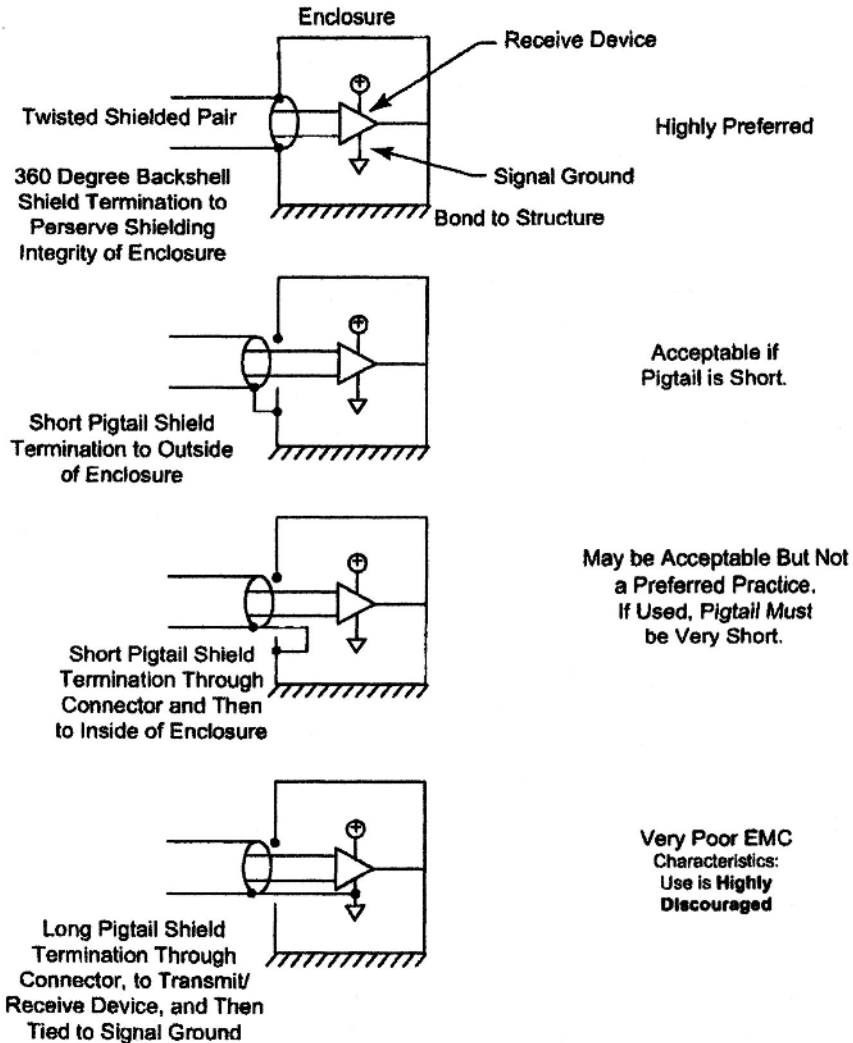 Enclosure
Receive Device
Twisted Shielded Pair
Highly Preferred
360 Degree Backshell
Shield Termination to
Perserve Shielding
Integrity of Enclosure
Signal Ground
Bond to Structure
Acceptable if
Pigtail is Short.
Short Pigtail Shield
Termination to Outside
of Enclosure
May be Acceptable But Not
a Preferred Practice.
If Used, Pigtail Must
be Very Short.
Short Pigtail Shield
Termination Through
Connector and Then
to Inside of Enclosure
Very Poor EMC
Characteristics:
Use is Highly
Discouraged
Long Pigtail Shield
Termination Through
Connector, to Transmit/
Receive Device, and Then
Tied to Signal Ground